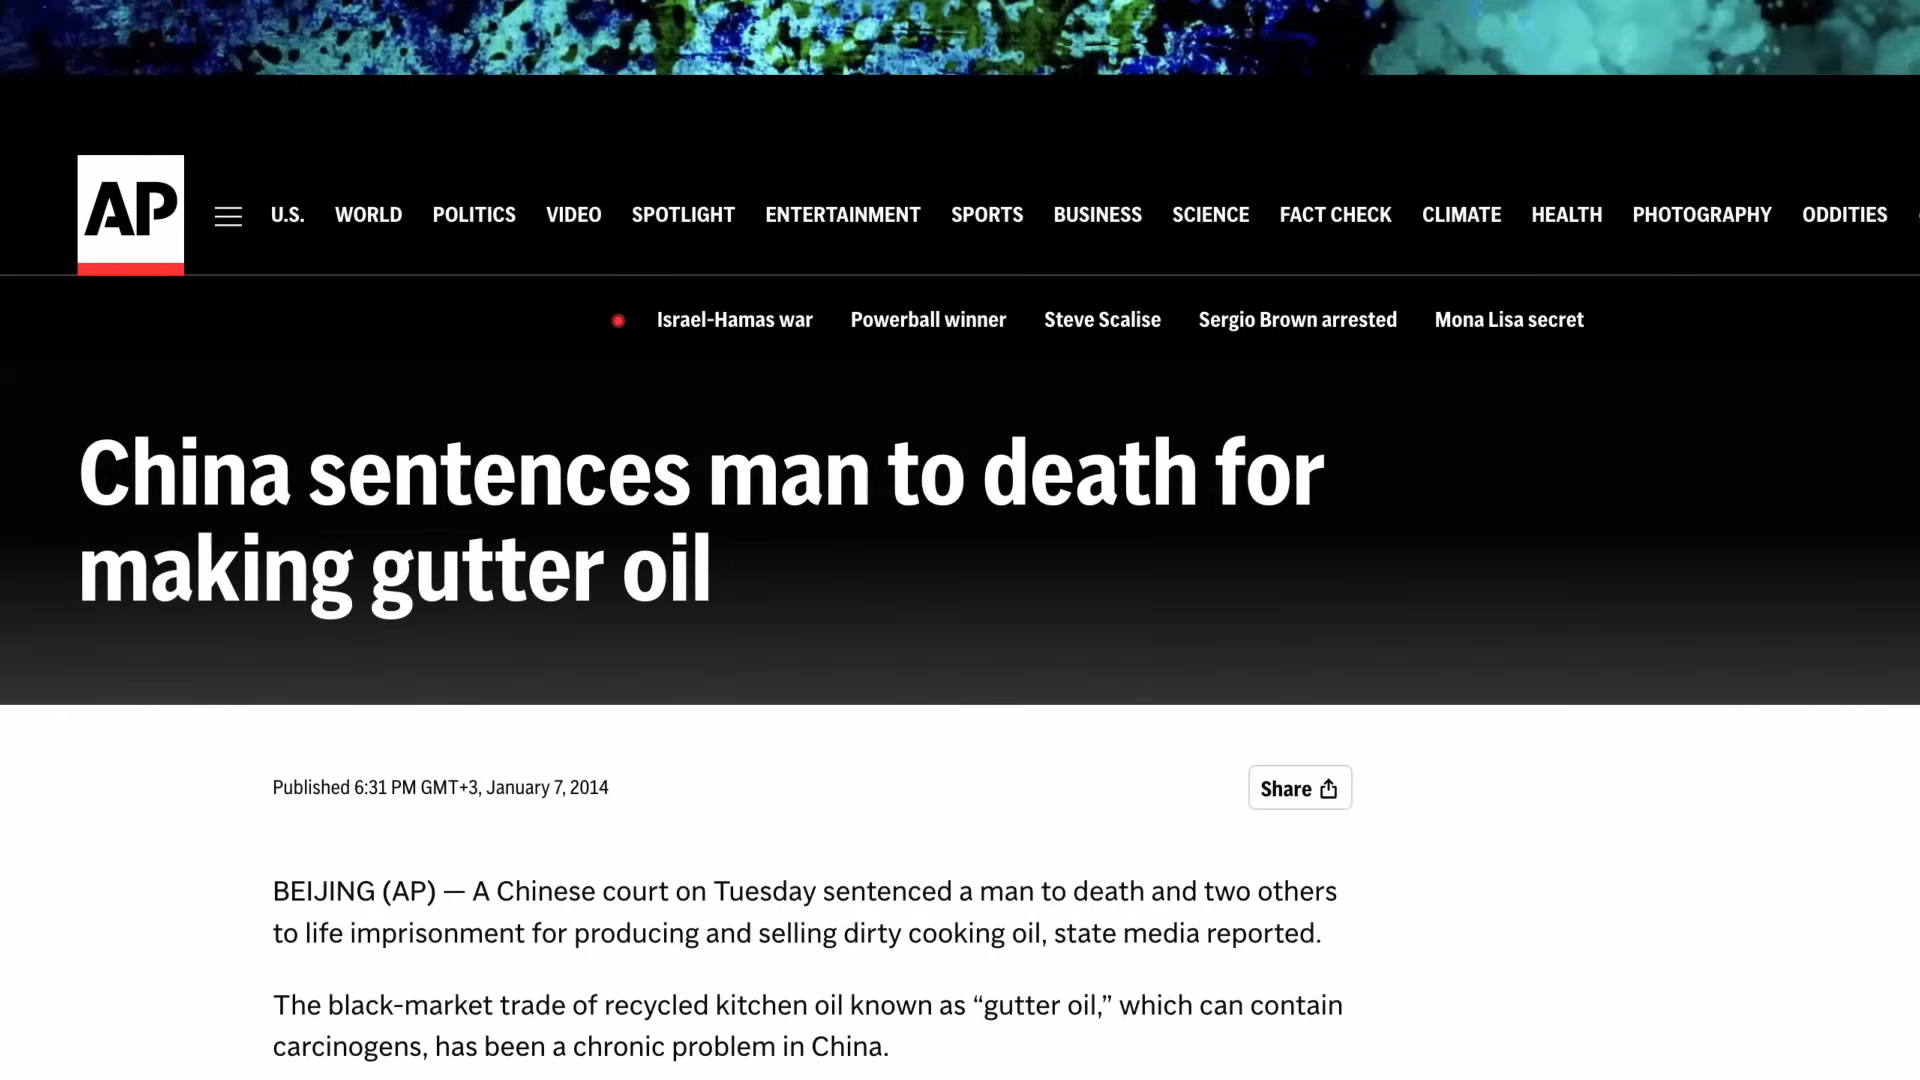 AP
U.S. WORLD POLITICS VIDEO SPOTLIGHT ENTERTAINMENT SPORTS BUSINESS SCIENCE FACT CHECK CLIMATE HEALTH PHOTOGRAPHY ODDITIES
Israel-Hamas war Powerball winner Steve Scalise Sergio Brown arrested Mona Lisa secret
China sentences man to death for
making gutter oil
Published 6:31 PM GMT+3, January 7, 2014
Share
BEIJING (AP) — A Chinese court on Tuesday sentenced a man to death and two others
to life imprisonment for producing and selling dirty cooking oil, state media reported.
The black-market trade of recycled kitchen oil known as “gutter oil,” which can contain
carcinogens, has been a chronic problem in China.